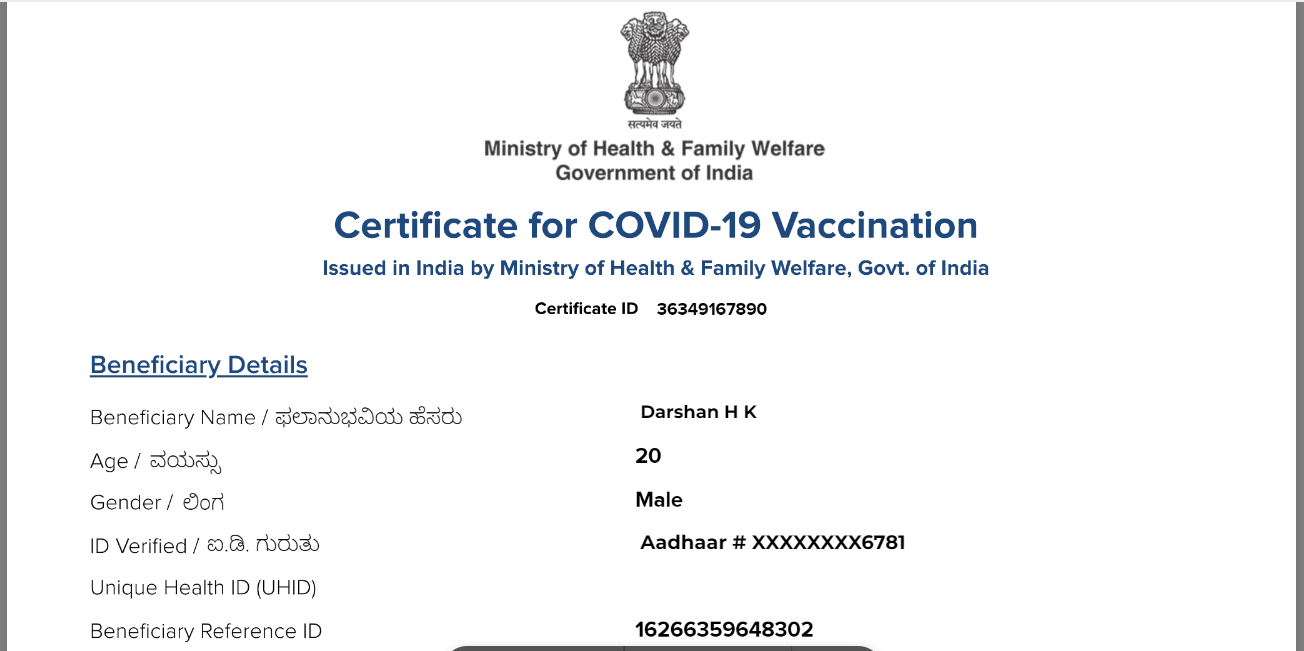 सत्यमेव जयते
Ministry of Health & Family Welfare
Government of India
Certificate for COVID-19 Vaccination
Issued in India by Ministry of Health & Family Welfare, Govt. of India
Certificate ID 36349167890
Beneficiary Details
Beneficiary Name / ಫಲಾನುಭವಿಯ ಹೆಸರು Darshan H K
Age / ವಯಸ್ಸು 20
Gender / ಲಿಂಗ Male
ID Verified / ಐ.ಡಿ. ಗುರುತು Aadhaar # XXXXXXXX6781
Unique Health ID (UHID)
Beneficiary Reference ID 16266359648302